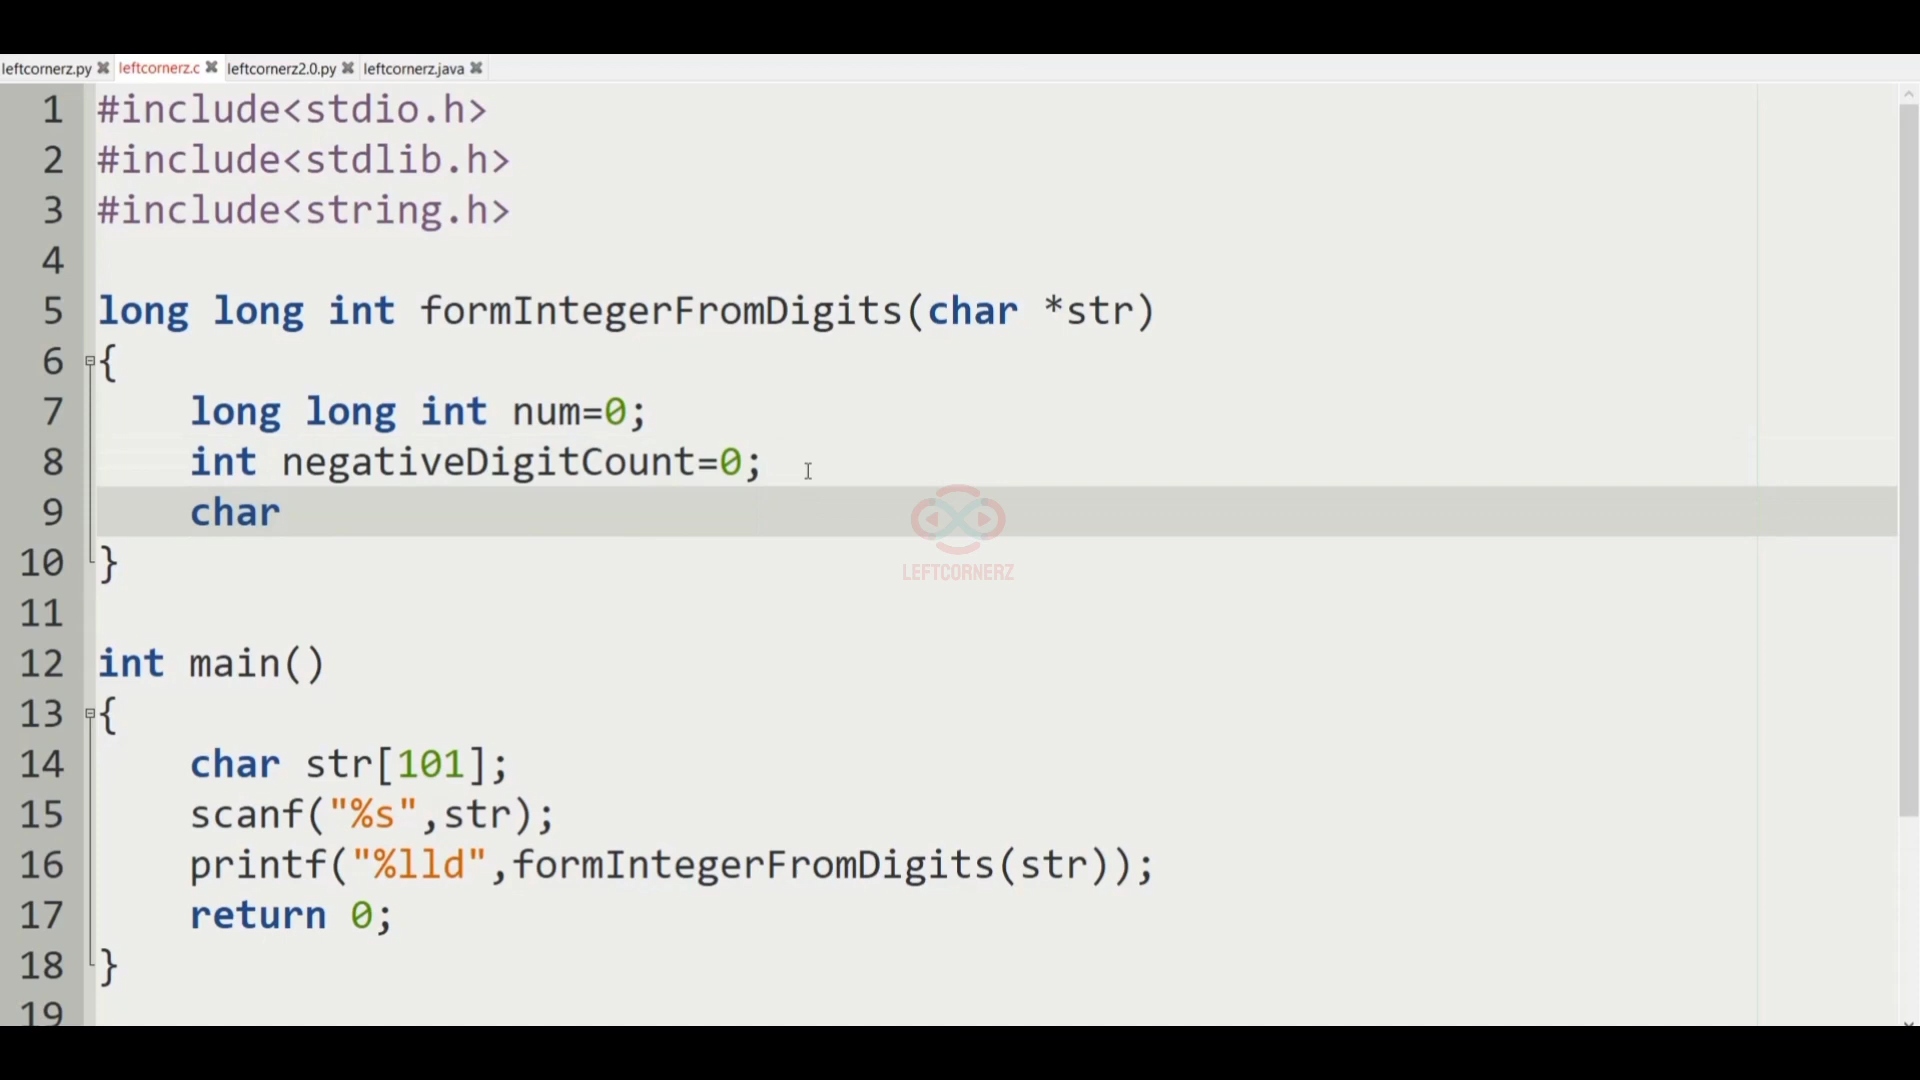 leftcornerz.py leftcornerz.c leftcornerz2.0.py leftcornerz.java
1 #include<stdio.h>
2 #include<stdlib.h>
3 #include<string.h>
4
5 long long int formIntegerFromDigits(char *str)
6 {
7 long long int num=0;
8 int negativeDigitCount=0;
9 char
10 }
11
12 int main()
13 {
14 char str[101];
15 scanf("%s",str);
16 printf("%lld",formIntegerFromDigits(str));
17 return 0;
18 }
19
LEFTCORNERZ